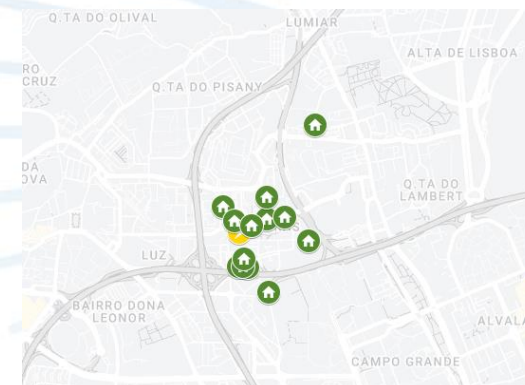 Q.TA DO OLIVAL
LUMIAR
ALTA DE LISBOA
RO
CRUZ
Q.TA DO PISANY
DA
OVA
Q.TA DO
LAMBERT
LUZ
BAIRRO DONA
LEONOR
ALVALA
CAMPO GRANDE